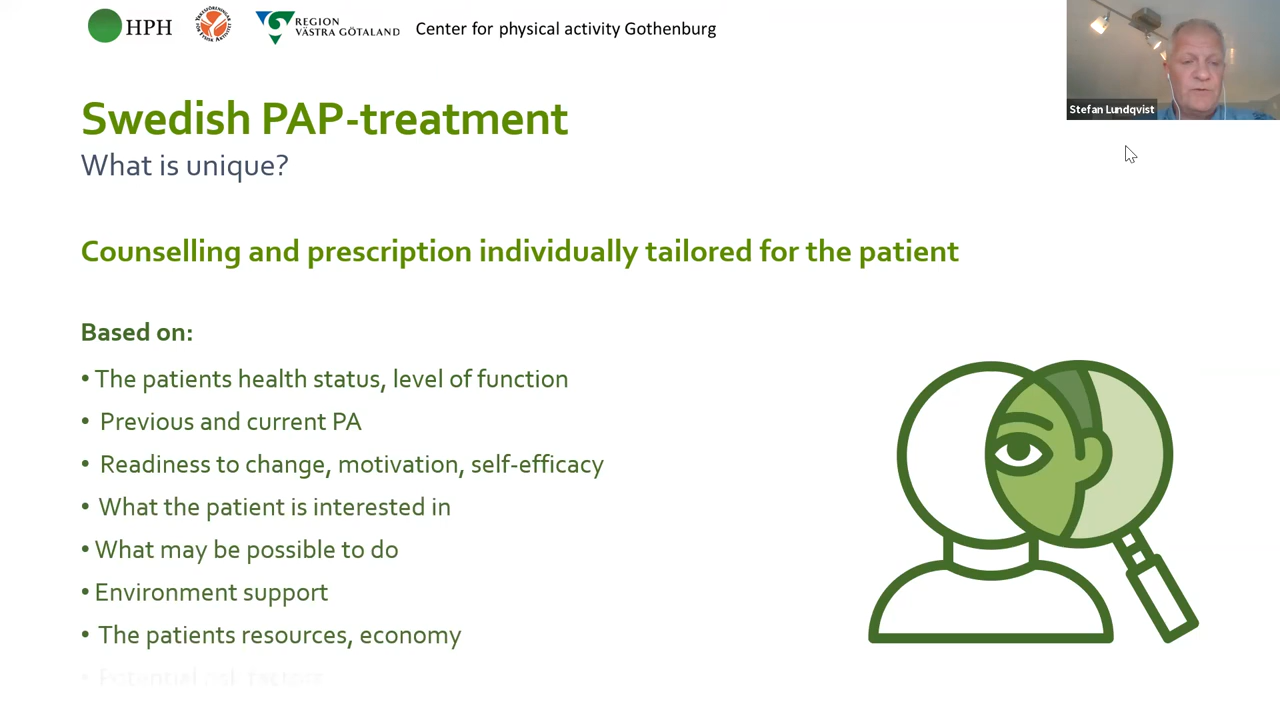 HPH
REGION
VÄSTRA GÖTALAND
Center for physical activity Gothenburg
Stefan Lundqvist
Swedish PAP-treatment
What is unique?
Counselling and prescription individually tailored for the patient
Based on:
• The patients health status, level of function
• Previous and current PA
• Readiness to change, motivation, self-efficacy
• What the patient is interested in
• What may be possible to do
• Environment support
• The patients resources, economy
• Potential